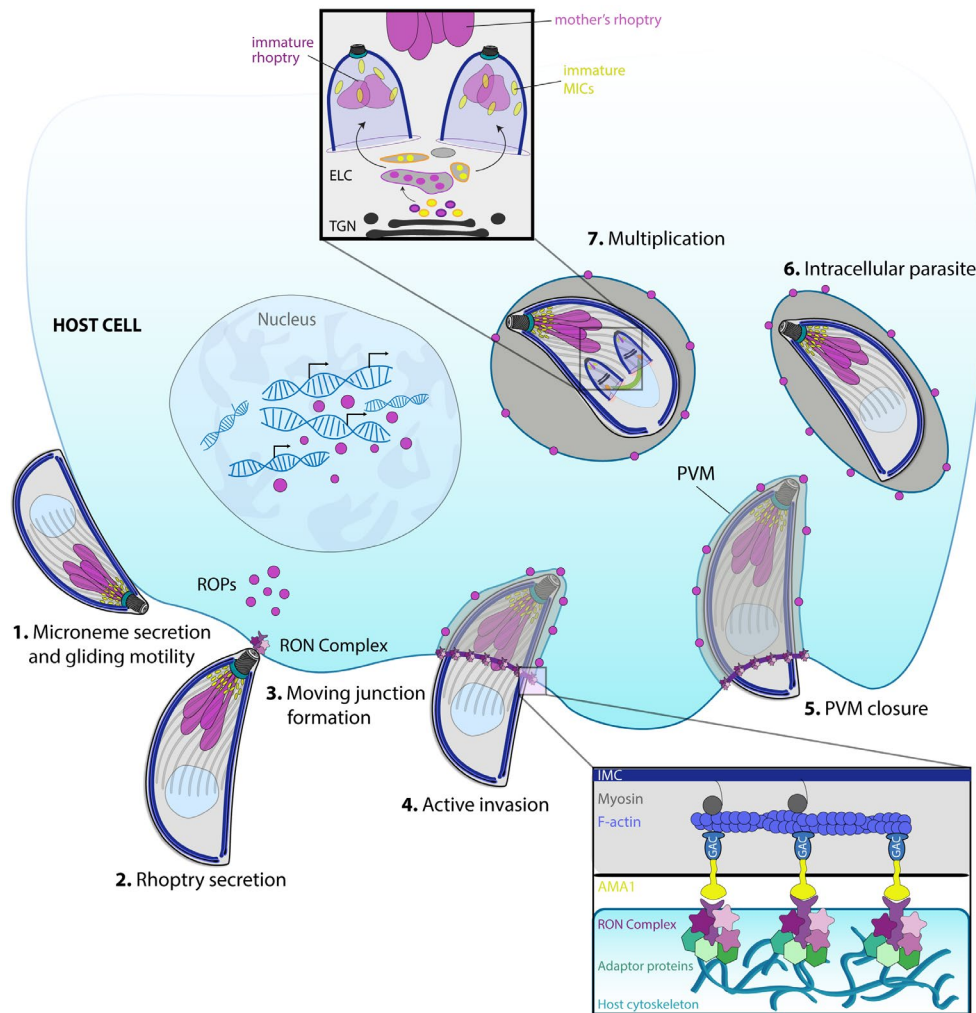 mother's rhoptry
immature
rhoptry
immature
MICs
ELC
TGN
7. Multiplication
6. Intracellular parasite
HOST CELL
Nucleus
PVM
ROPs
RON Complex
1. Microneme secretion
and gliding motility
3. Moving junction
formation
5. PVM closure
4. Active invasion
2. Rhoptry secretion
IMC
Myosin
F-actin
GAC
GAC
GAC
AMA1
RON Complex
Adaptor proteins
Host cytoskeleton